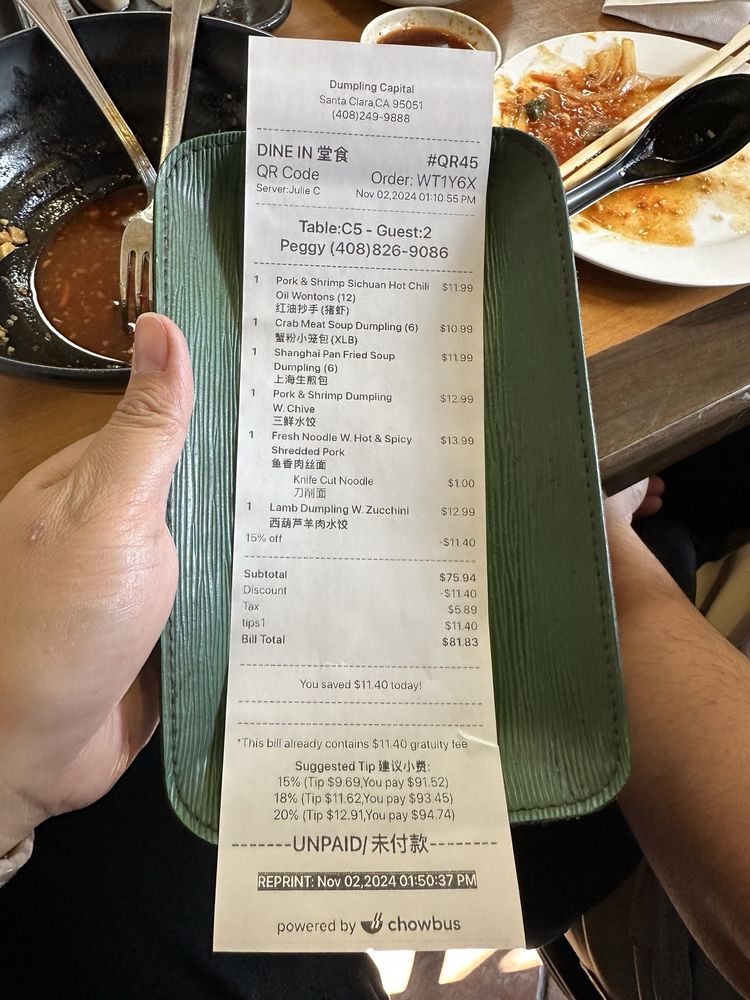 Dumpling Capital
Santa Clara,CA 95051
(408)249-9888
DINE IN 堂食 #QR45
QR Code Order: WT1Y6X
Server:Julie C Nov 02,2024 01:10:55 PM
Table:C5 - Guest:2
Peggy (408)826-9086
1 Pork & Shrimp Sichuan Hot Chili $11.99
Oil Wontons (12)
红油抄手 (猪虾)
1 Crab Meat Soup Dumpling (6) $10.99
蟹粉小笼包 (XLB)
1 Shanghai Pan Fried Soup $11.99
Dumpling (6)
上海生煎包
1 Pork & Shrimp Dumpling $12.99
W. Chive
三鲜水饺
1 Fresh Noodle W. Hot & Spicy $13.99
Shredded Pork
鱼香肉丝面
Knife Cut Noodle $1.00
刀削面
1 Lamb Dumpling W. Zucchini $12.99
西葫芦羊肉水饺
15% off -$11.40
Subtotal $75.94
Discount -$11.40
Tax $5.89
tips1 $11.40
Bill Total $81.83
You saved $11.40 today!
*This bill already contains $11.40 gratuity fee
Suggested Tip 建议小费:
15% (Tip $9.69,You pay $91.52)
18% (Tip $11.62,You pay $93.45)
20% (Tip $12.91,You pay $94.74)
UNPAID/ 未付款
REPRINT: Nov 02,2024 01:50:37 PM
powered by chowbus